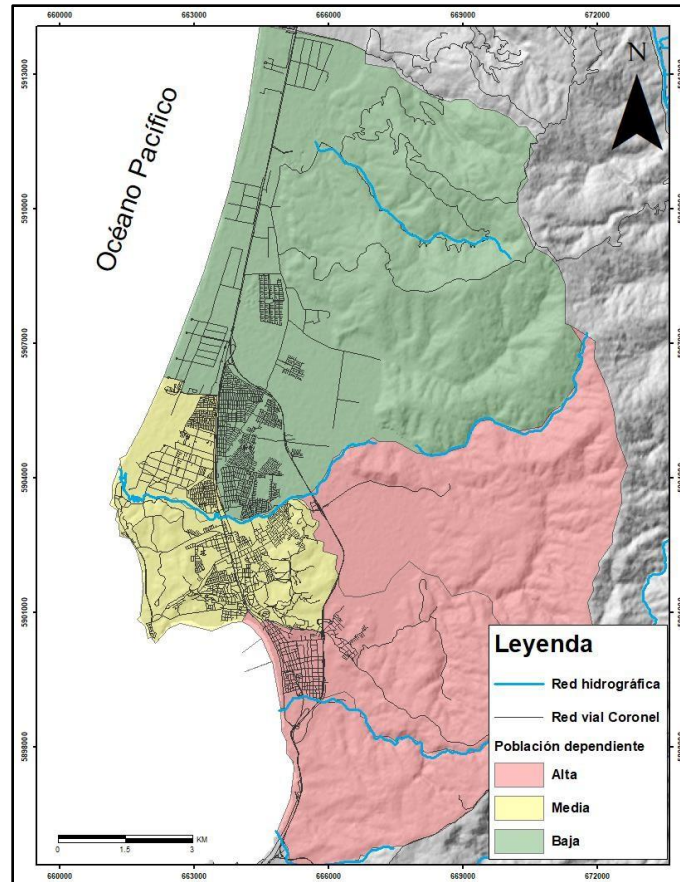 660000 663000 666000 669000 672000
N
Océano Pacífico
5913000
5910000
5907000
5904000
5901000
5898000
Leyenda
Red hidrográfica
Red vial Coronel
Población dependiente
Alta
Media
Baja
0 1.5 3
KM
660000 663000 666000 669000 672000